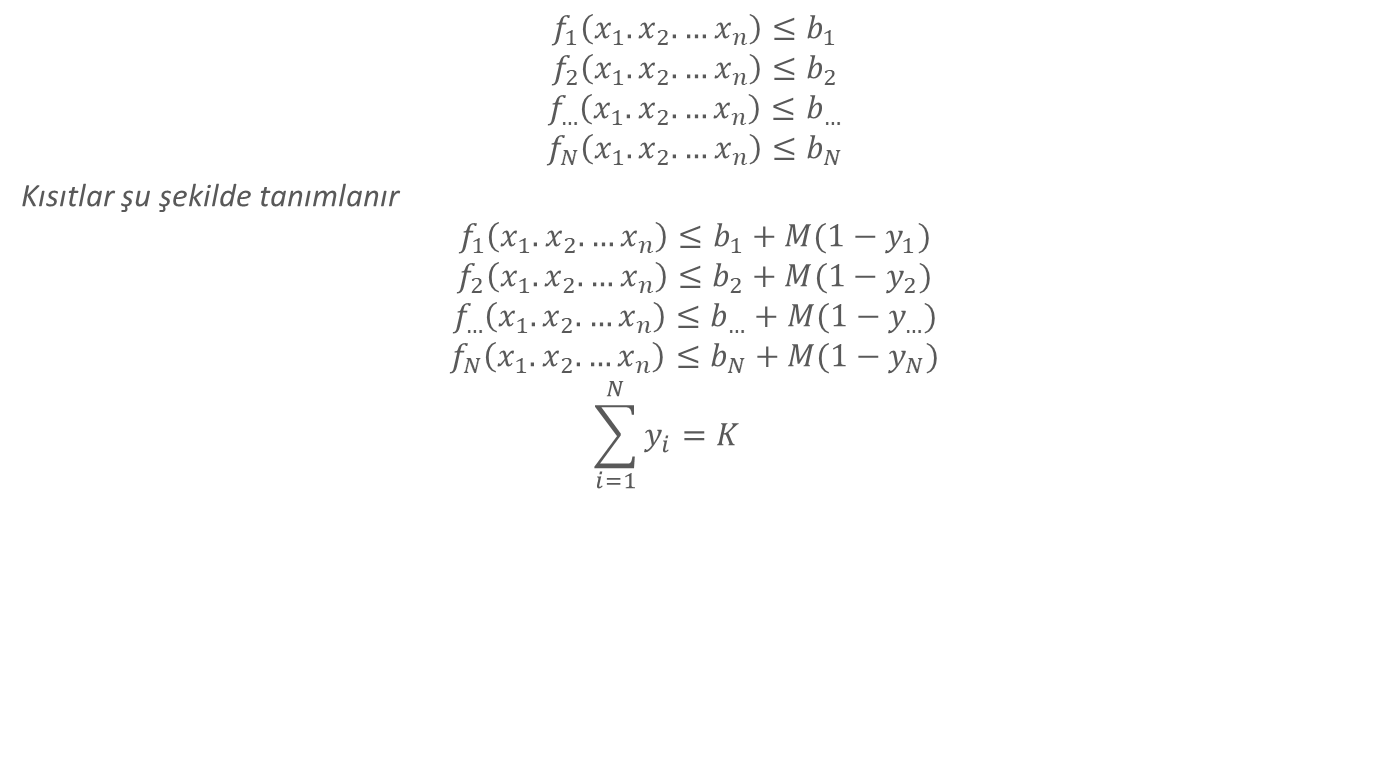 f₁(x₁. x₂. … xₙ) ≤ b₁
f₂(x₁. x₂. … xₙ) ≤ b₂
f…(x₁. x₂. … xₙ) ≤ b…
f_N(x₁. x₂. … xₙ) ≤ b_N
Kısıtlar şu şekilde tanımlanır
f₁(x₁. x₂. … xₙ) ≤ b₁ + M(1 − y₁)
f₂(x₁. x₂. … xₙ) ≤ b₂ + M(1 − y₂)
f…(x₁. x₂. … xₙ) ≤ b… + M(1 − y…)
f_N(x₁. x₂. … xₙ) ≤ b_N + M(1 − y_N)
N
∑ yᵢ = K
i=1